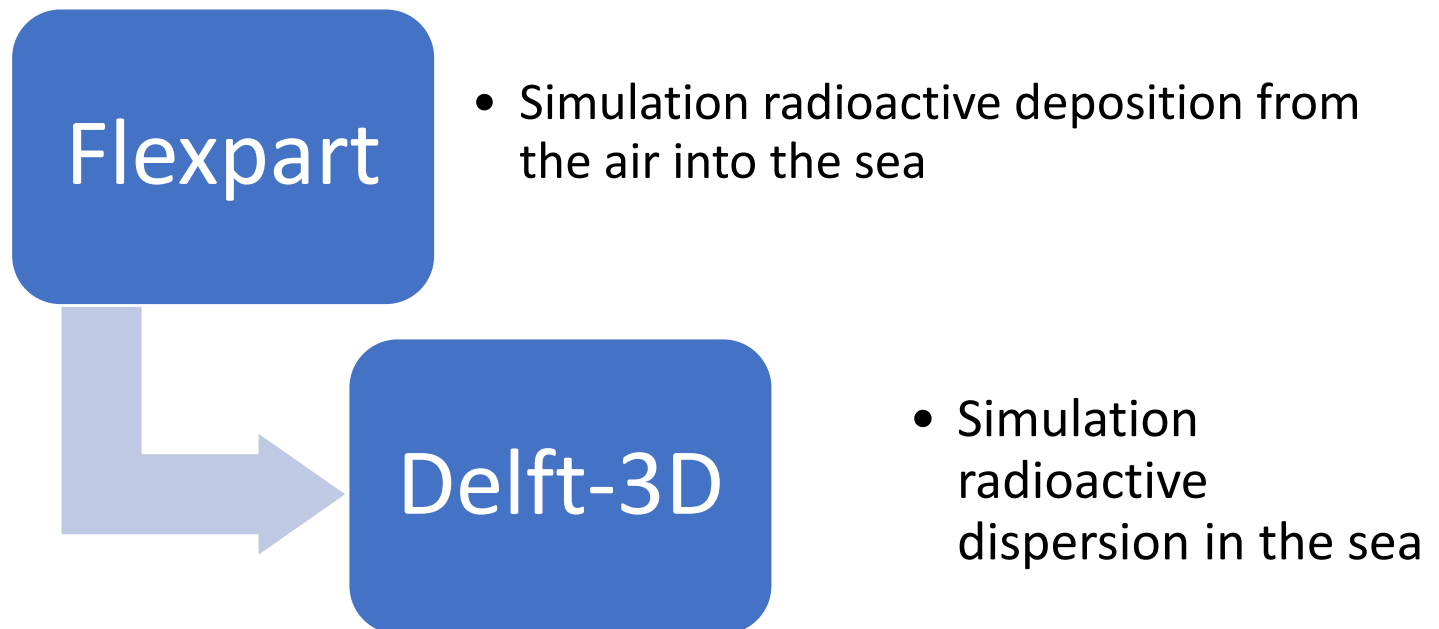 Flexpart
• Simulation radioactive deposition from
the air into the sea
Delft-3D
• Simulation
radioactive
dispersion in the sea